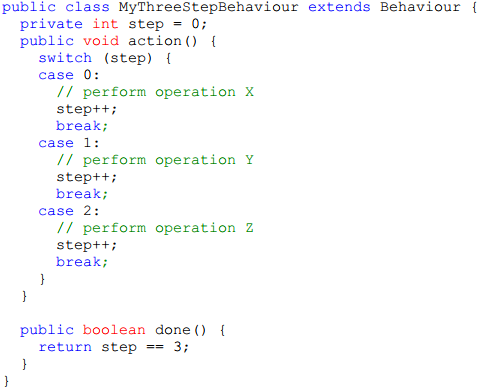 public class MyThreeStepBehaviour extends Behaviour {
  private int step = 0;
  public void action() {
    switch (step) {
    case 0:
      // perform operation X
      step++;
      break;
    case 1:
      // perform operation Y
      step++;
      break;
    case 2:
      // perform operation Z
      step++;
      break;
    }
  }

  public boolean done() {
    return step == 3;
  }
}